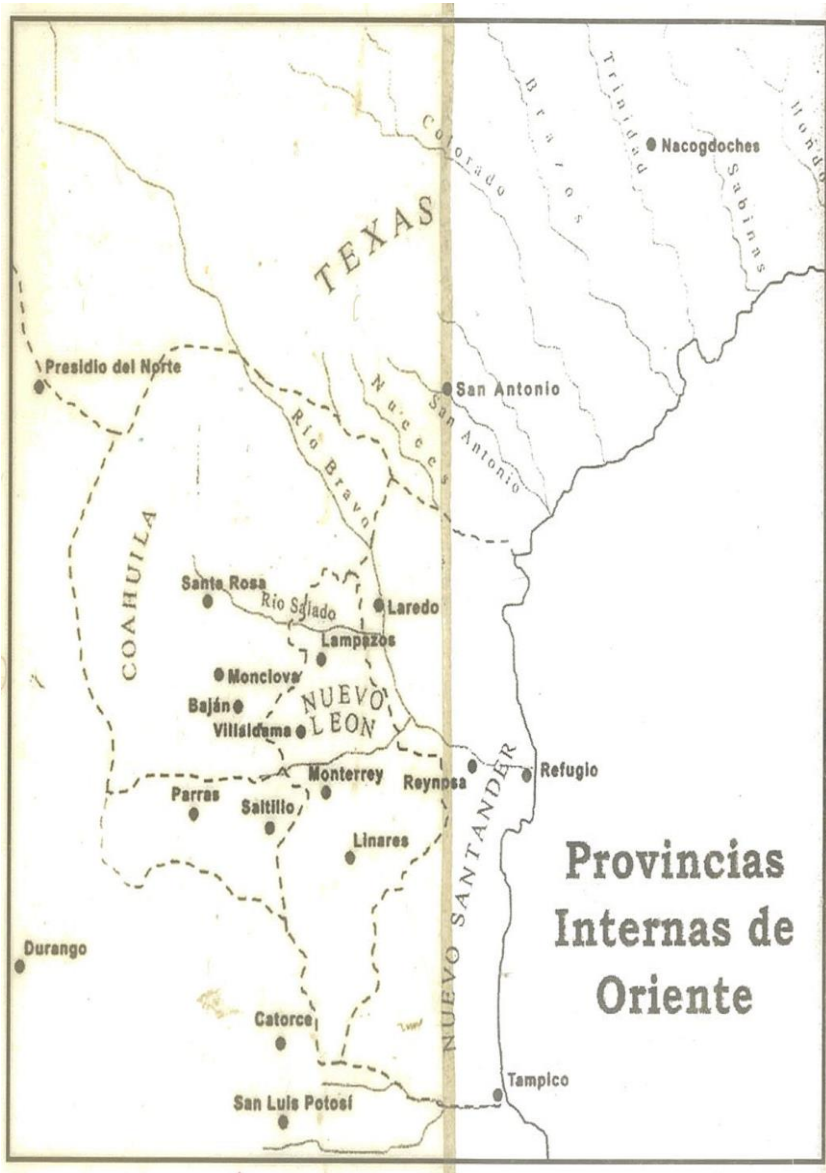 Colorado
Brazos
Trinidad
Sabinas
Hondo
Nacogdoches
TEXAS
Presidio del Norte
San Antonio
Nueces
San Antonio
Río Bravo
COAHUILA
Santa Rosa
Río Salado
Laredo
Lampazos
Monclova
NUEVO
LEON
Baján
Villaldama
Reynosa
Refugio
Monterrey
Parras
Saltillo
Linares
NUEVO SANTANDER
Provincias
Internas de
Oriente
Durango
Catorce
Tampico
San Luis Potosí